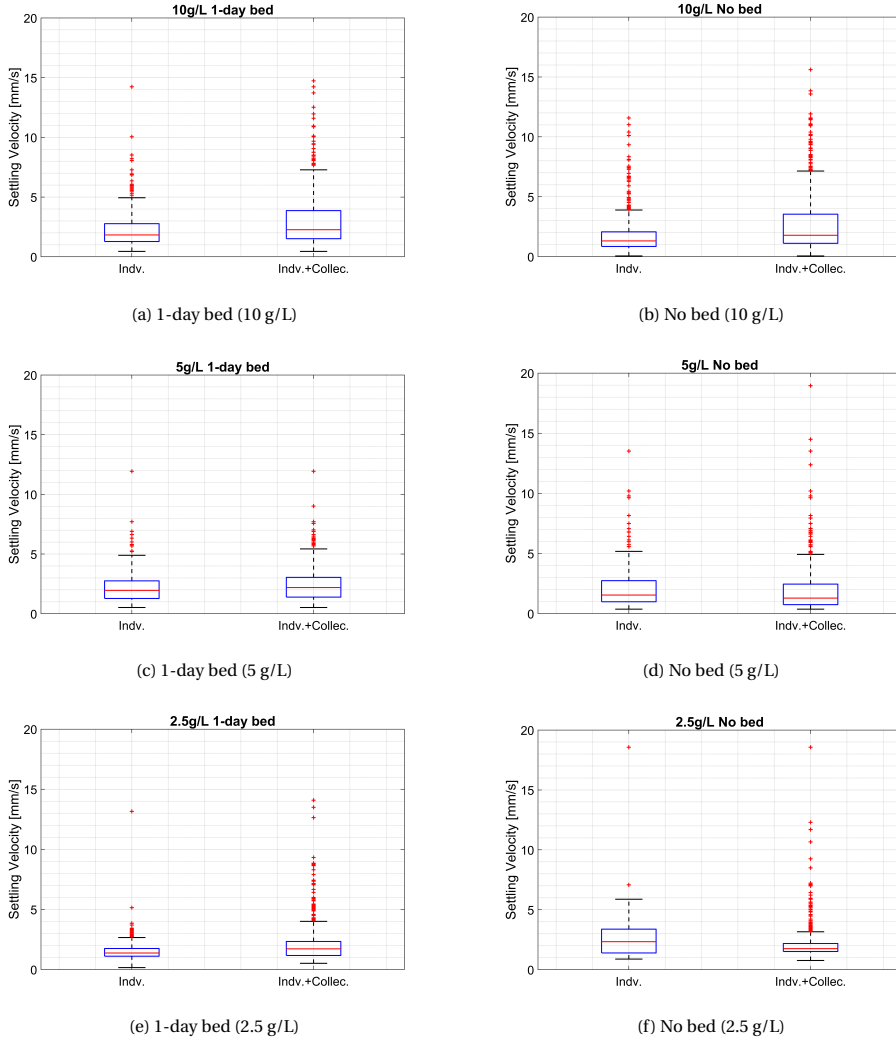 10g/L 1-day bed
Settling Velocity [mm/s]
20
15
10
5
0
Indv.
Indv.+Collec.
(a) 1-day bed (10 g/L)
10g/L No bed
Settling Velocity [mm/s]
20
15
10
5
0
Indv.
Indv.+Collec.
(b) No bed (10 g/L)
5g/L 1-day bed
Settling Velocity [mm/s]
20
15
10
5
0
Indv.
Indv.+Collec.
(c) 1-day bed (5 g/L)
5g/L No bed
Settling Velocity [mm/s]
20
15
10
5
0
Indv.
Indv.+Collec.
(d) No bed (5 g/L)
2.5g/L 1-day bed
Settling Velocity [mm/s]
20
15
10
5
0
Indv.
Indv.+Collec.
(e) 1-day bed (2.5 g/L)
2.5g/L No bed
Settling Velocity [mm/s]
20
15
10
5
0
Indv.
Indv.+Collec.
(f) No bed (2.5 g/L)